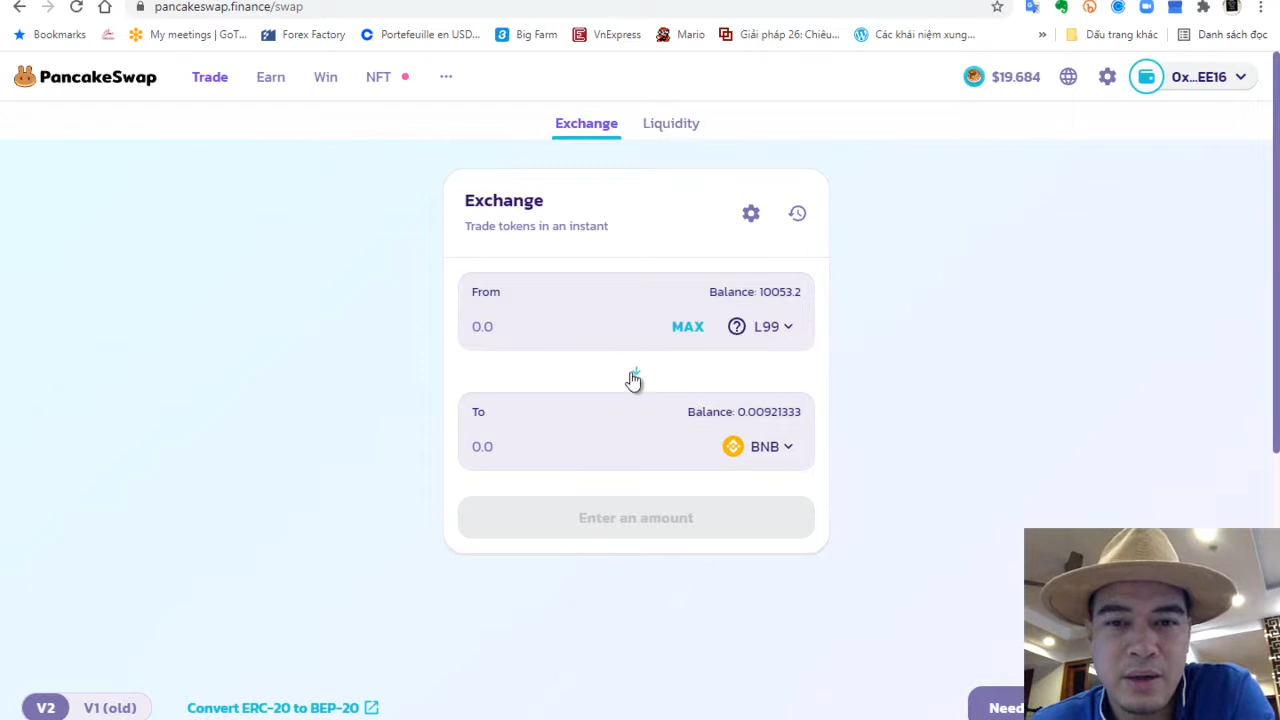 pancakeswap.finance/swap
Bookmarks
My meetings | GoT...
Forex Factory
Portefeuille en USD...
Big Farm
VnExpress
Mario
Giải pháp 26: Chiêu...
Các khái niệm xung...
»
Dấu trang khác
Danh sách đọc
PancakeSwap
Trade
Earn
Win
NFT
$19.684
0x...EE16
Exchange
Liquidity
Exchange
Trade tokens in an instant
From
Balance: 10053.2
0.0
MAX
L99
To
Balance: 0.00921333
0.0
BNB
Enter an amount
V2
V1 (old)
Convert ERC-20 to BEP-20
Need